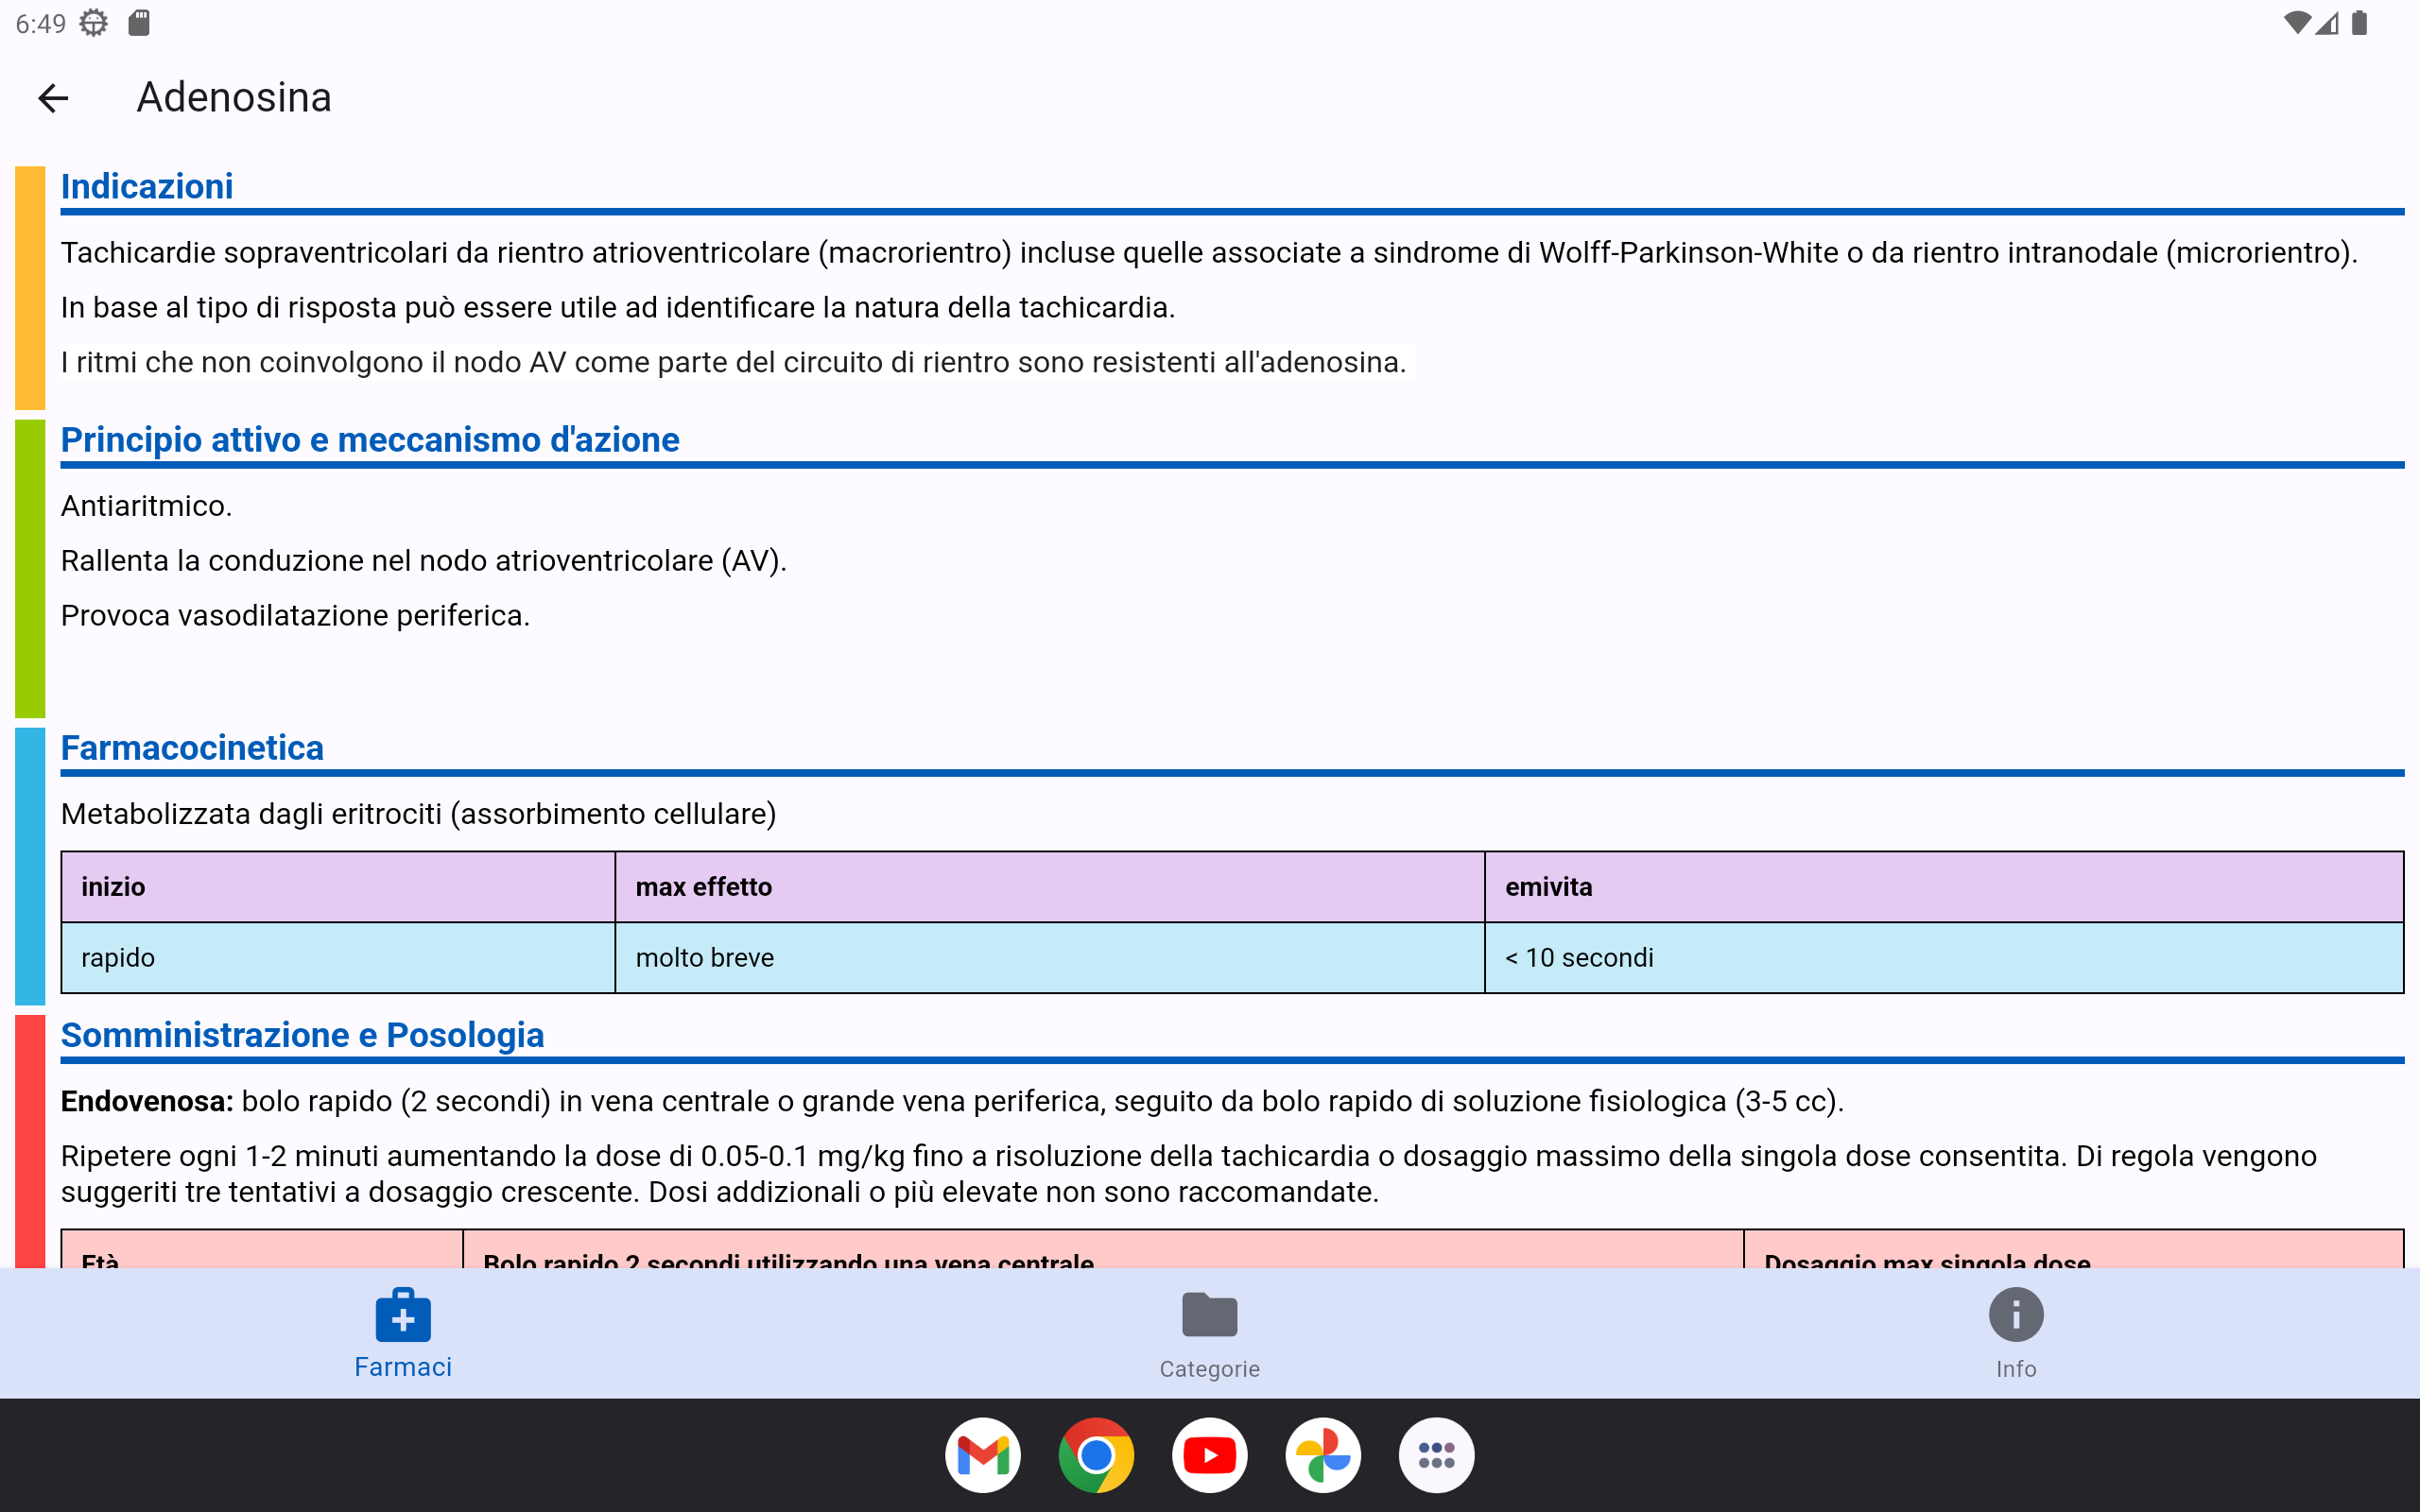 6:49
Adenosina
Indicazioni
Tachicardie sopraventricolari da rientro atrioventricolare (macrorientro) incluse quelle associate a sindrome di Wolff-Parkinson-White o da rientro intranodale (microrientro).
In base al tipo di risposta può essere utile ad identificare la natura della tachicardia.
I ritmi che non coinvolgono il nodo AV come parte del circuito di rientro sono resistenti all'adenosina.
Principio attivo e meccanismo d'azione
Antiaritmico.
Rallenta la conduzione nel nodo atrioventricolare (AV).
Provoca vasodilatazione periferica.
Farmacocinetica
Metabolizzata dagli eritrociti (assorbimento cellulare)
inizio max effetto emivita
rapido molto breve < 10 secondi
Somministrazione e Posologia
Endovenosa: bolo rapido (2 secondi) in vena centrale o grande vena periferica, seguito da bolo rapido di soluzione fisiologica (3-5 cc).
Ripetere ogni 1-2 minuti aumentando la dose di 0.05-0.1 mg/kg fino a risoluzione della tachicardia o dosaggio massimo della singola dose consentita. Di regola vengono
suggeriti tre tentativi a dosaggio crescente. Dosi addizionali o più elevate non sono raccomandate.
Età Bolo rapido 2 secondi utilizzando una vena centrale Dosaggio max singola dose
Farmaci Categorie Info